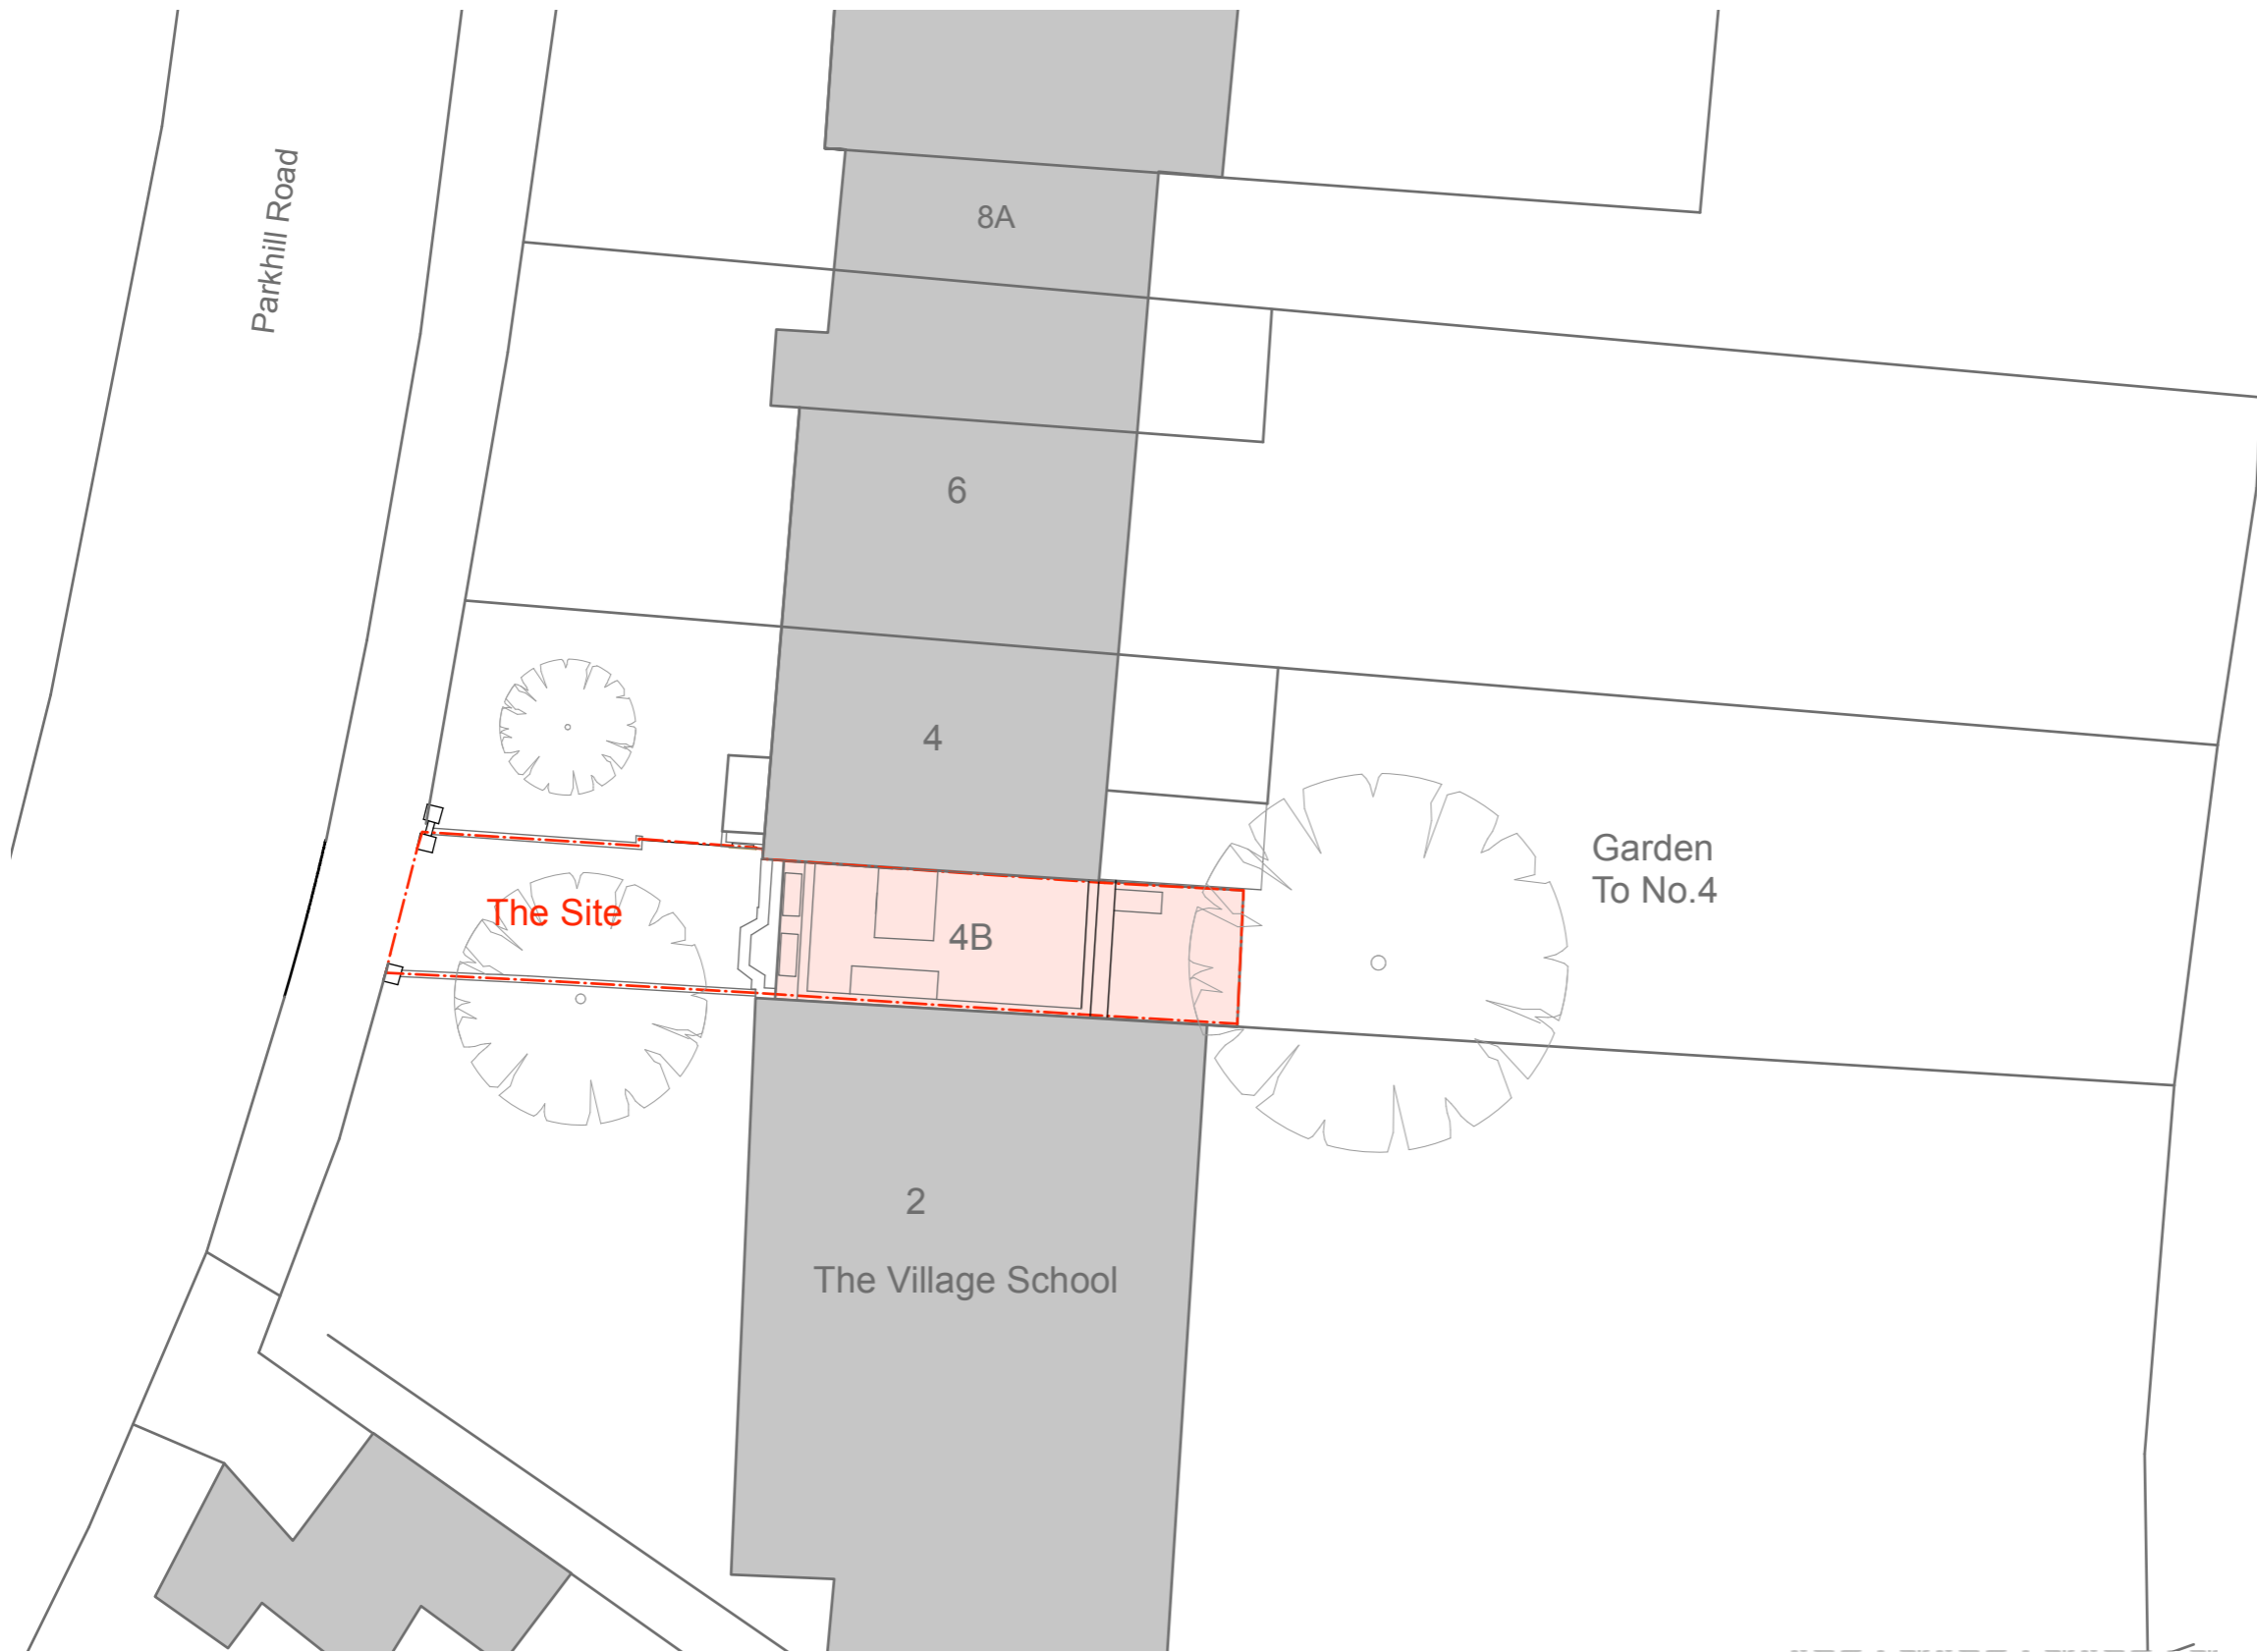 Parkhill Road
8A
6
4
Garden
To No.4
The Site
4B
2
The Village School